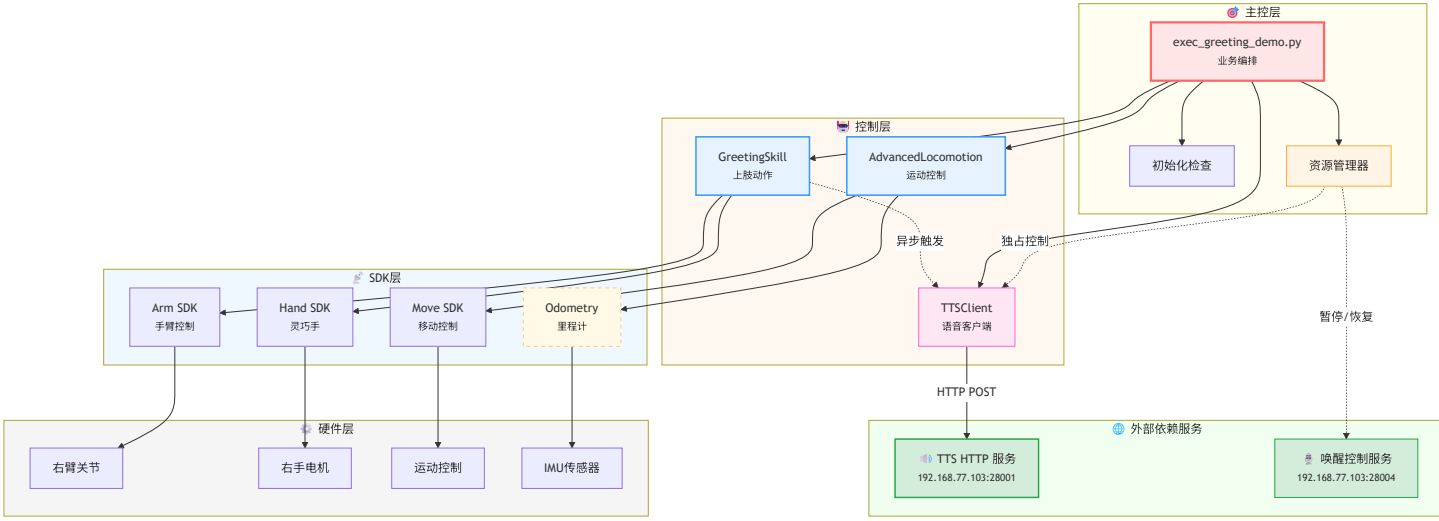 🎯 主控层
exec_greeting_demo.py
业务编排
初始化检查
资源管理器
🤖 控制层
GreetingSkill
上肢动作
AdvancedLocomotion
运动控制
异步触发
独占控制
TTSClient
语音客户端
暂停/恢复
HTTP POST
SDK层
Arm SDK
手臂控制
Hand SDK
灵巧手
Move SDK
移动控制
Odometry
里程计
⚙️ 硬件层
右臂关节
右手电机
运动控制
IMU传感器
🌐 外部依赖服务
🔊 TTS HTTP 服务
192.168.77.103:28001
唤醒控制服务
192.168.77.103:28004